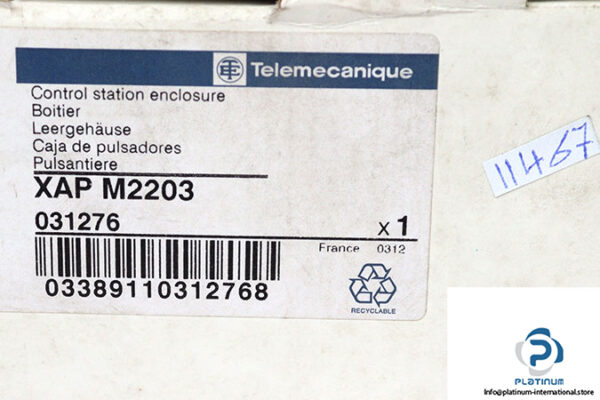 Telemecanique
Control station enclosure
Boitier
Leergehäuse
Caja de pulsadores
Pulsantiere
XAP M2203
031276
x 1
France 0312
03389110312768
RECYCLABLE
11467
PLATINUM
Info@platinum-international.store